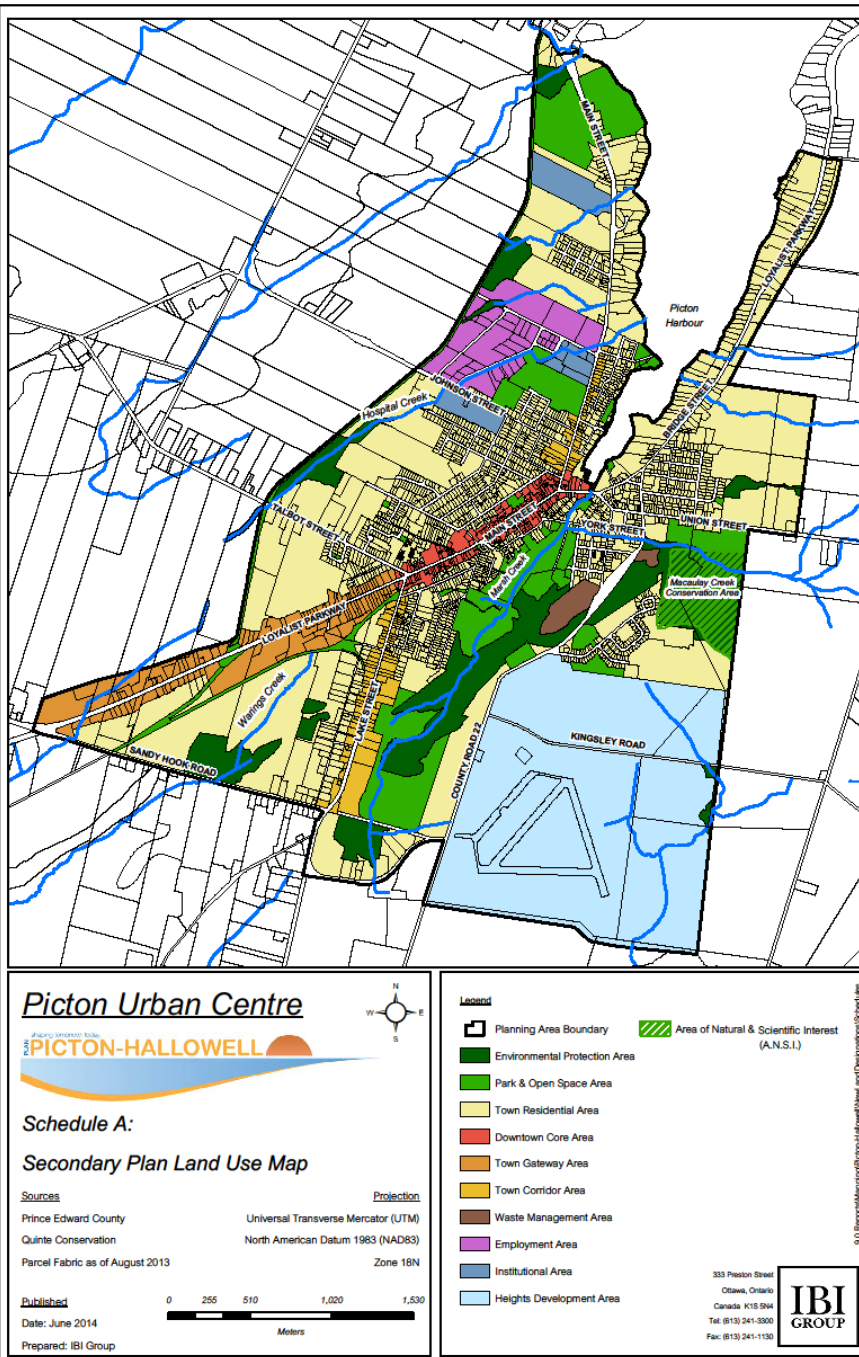 MAIN STREET
LOYALIST PARKWAY
Picton
Harbour
JOHNSON STREET
Hospital Creek
BRIDGE STREET
TALBOT STREET
MAIN STREET
YORK STREET
UNION STREET
Marsh Creek
Macaulay Creek
Conservation Area
LOYALIST PARKWAY
Warings Creek
LAKE STREET
SANDY HOOK ROAD
COUNTY ROAD 22
KINGSLEY ROAD
Picton Urban Centre
N
W
E
S
shaping tomorrow, today
PLAN
PICTON-HALLOWELL
Schedule A:
Secondary Plan Land Use Map
Sources
Projection
Prince Edward County
Universal Transverse Mercator (UTM)
Quinte Conservation
North American Datum 1983 (NAD83)
Parcel Fabric as of August 2013
Zone 18N
Published
Date: June 2014
Prepared: IBI Group
0 255 510 1,020 1,530
Meters
Legend
Planning Area Boundary
Area of Natural & Scientific Interest
(A.N.S.I.)
Environmental Protection Area
Park & Open Space Area
Town Residential Area
Downtown Core Area
Town Gateway Area
Town Corridor Area
Waste Management Area
Employment Area
Institutional Area
Heights Development Area
333 Preston Street
Ottawa, Ontario
Canada K1S 5N4
Tel: (613) 241-3300
Fax: (613) 241-1130
IBI
GROUP